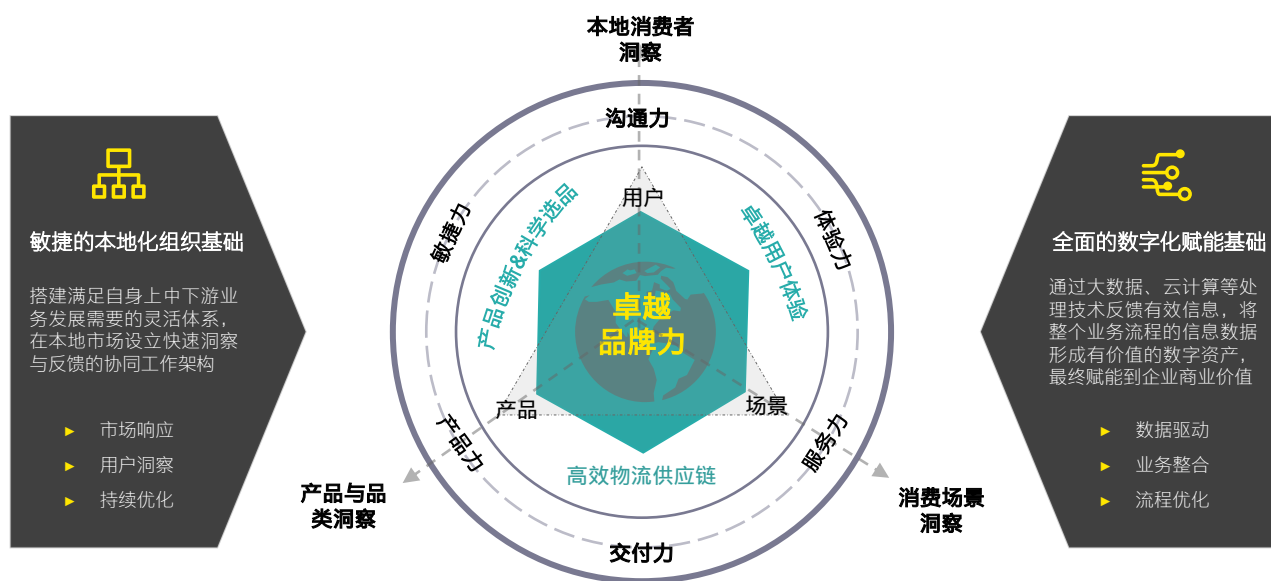 本地消费者
洞察
沟通力
敏捷力
体验力
产品创新&科学选品
卓越用户体验
用户
卓越
品牌力
产品
场景
产品力
服务力
高效物流供应链
交付力
产品与品
类洞察
消费场景
洞察
敏捷的本地化组织基础
搭建满足自身上中下游业
务发展需要的灵活体系，
在本地市场设立快速洞察
与反馈的协同工作架构
► 市场响应
► 用户洞察
► 持续优化
全面的数字化赋能基础
通过大数据、云计算等处
理技术反馈有效信息，将
整个业务流程的信息数据
形成有价值的数字资产，
最终赋能到企业商业价值
► 数据驱动
► 业务整合
► 流程优化